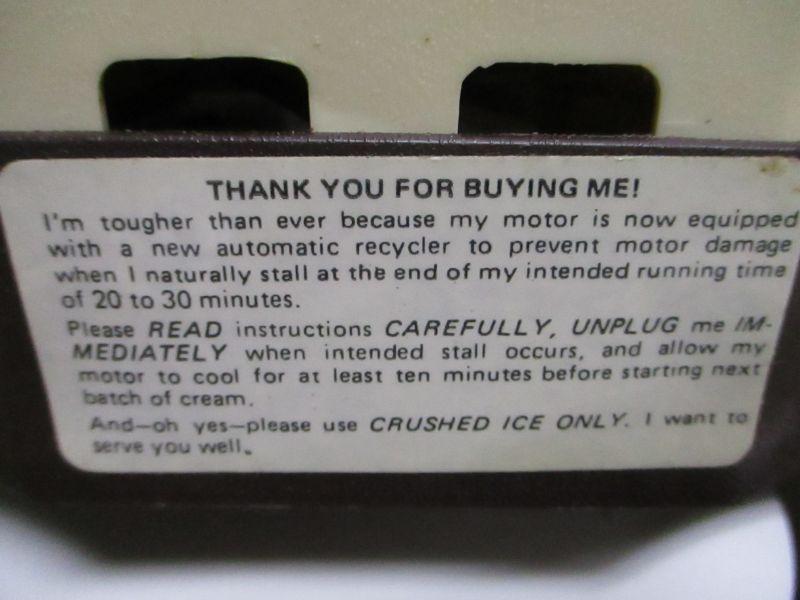 THANK YOU FOR BUYING ME!
I'm tougher than ever because my motor is now equipped
with a new automatic recycler to prevent motor damage
when I naturally stall at the end of my intended running time
of 20 to 30 minutes.
Please READ instructions CAREFULLY, UNPLUG me IM-
MEDIATELY when intended stall occurs, and allow my
motor to cool for at least ten minutes before starting next
batch of cream.
And—oh yes—please use CRUSHED ICE ONLY. I want to
serve you well.